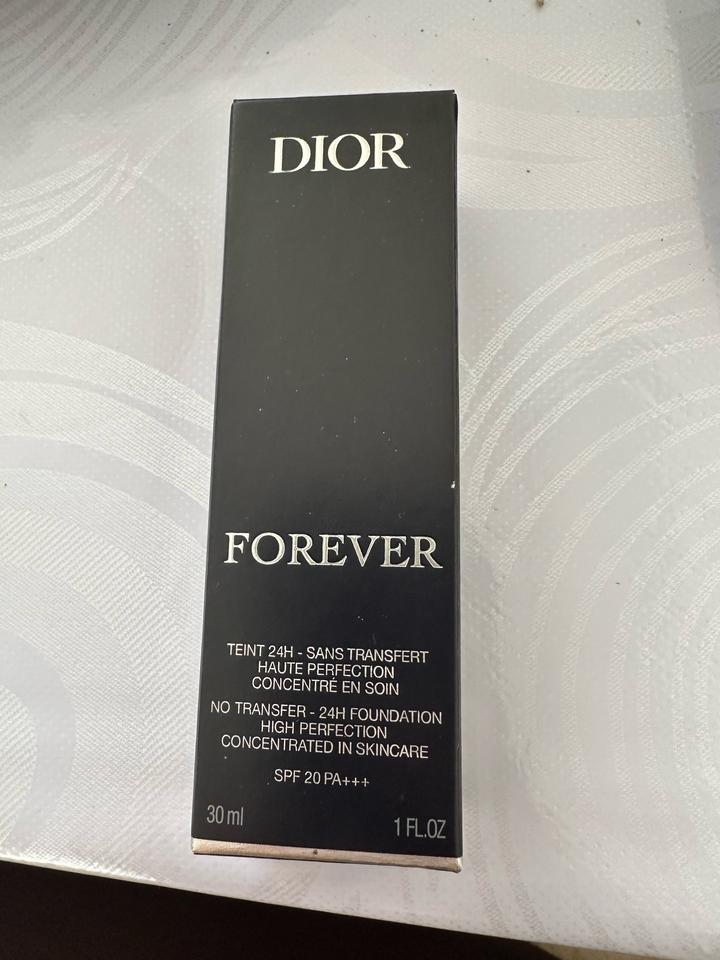 DIOR
FOREVER
TEINT 24H - SANS TRANSFERT
HAUTE PERFECTION
CONCENTRÉ EN SOIN
NO TRANSFER - 24H FOUNDATION
HIGH PERFECTION
CONCENTRATED IN SKINCARE
SPF 20 PA+++
30 ml 1 FL.OZ